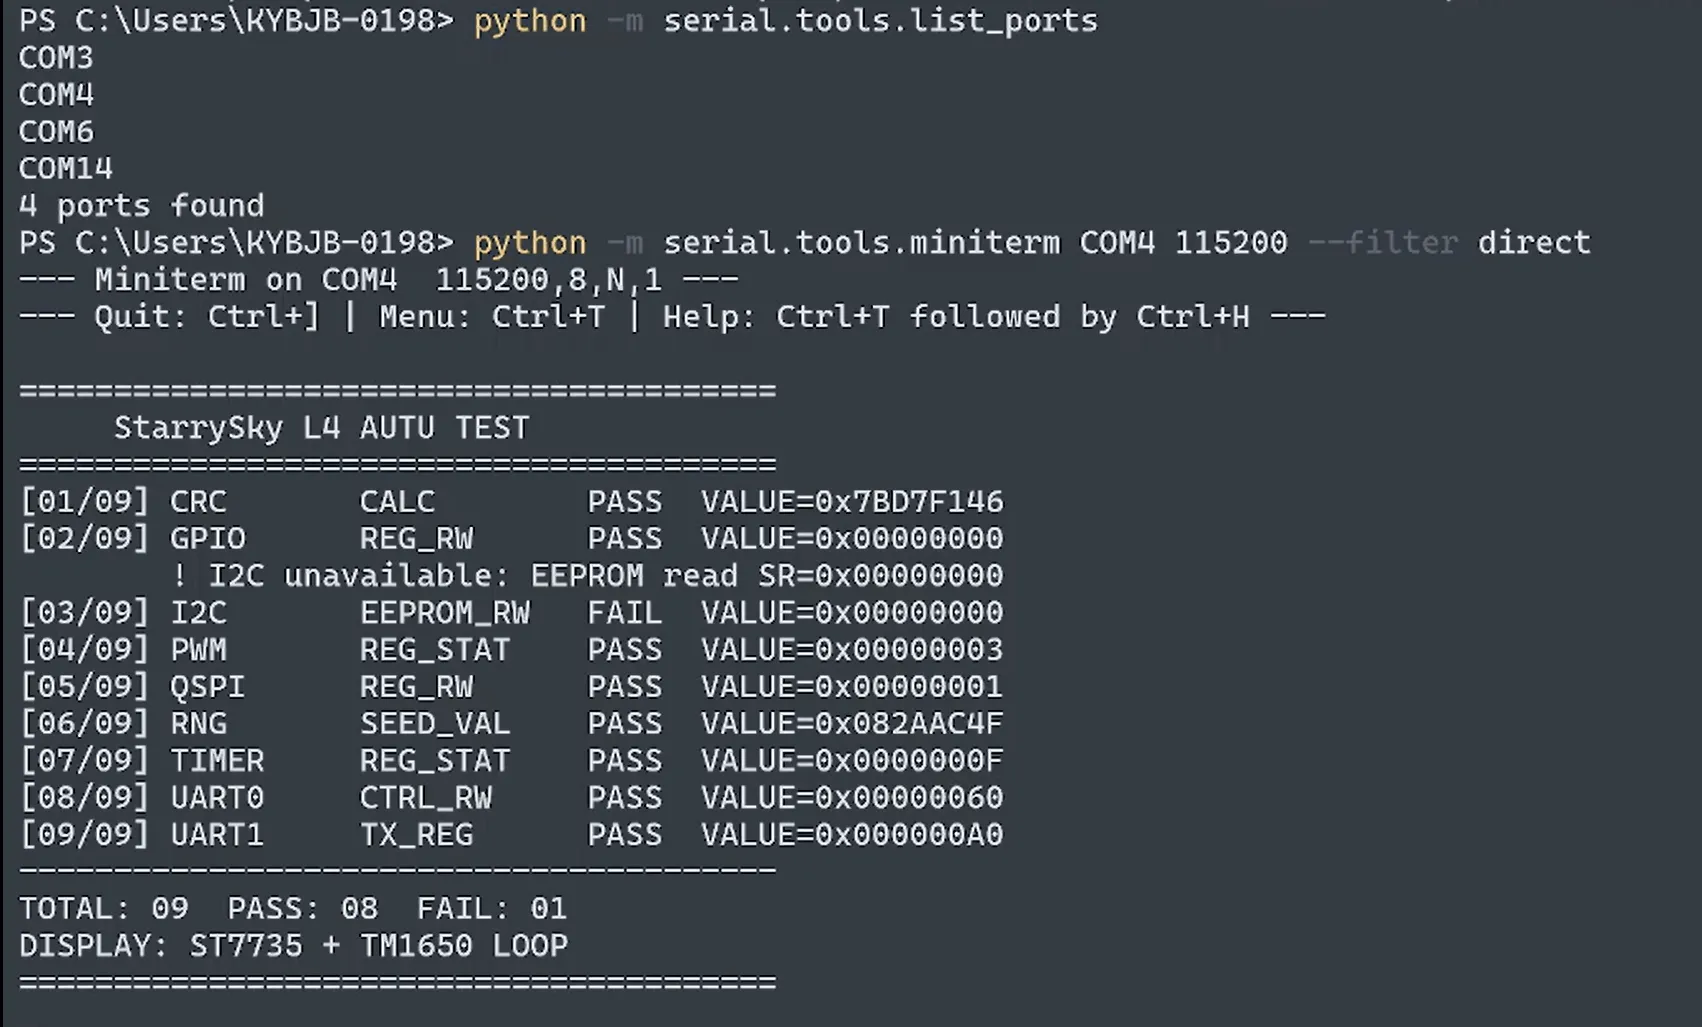 PS C:\Users\KYBJB-0198> python -m serial.tools.list_ports
COM3
COM4
COM6
COM14
4 ports found
PS C:\Users\KYBJB-0198> python -m serial.tools.miniterm COM4 115200 --filter direct
--- Miniterm on COM4  115200,8,N,1 ---
--- Quit: Ctrl+] | Menu: Ctrl+T | Help: Ctrl+T followed by Ctrl+H ---
========================================
     StarrySky L4 AUTU TEST
========================================
[01/09] CRC       CALC        PASS  VALUE=0x7BD7F146
[02/09] GPIO      REG_RW      PASS  VALUE=0x00000000
        ! I2C unavailable: EEPROM read SR=0x00000000
[03/09] I2C       EEPROM_RW   FAIL  VALUE=0x00000000
[04/09] PWM       REG_STAT    PASS  VALUE=0x00000003
[05/09] QSPI      REG_RW      PASS  VALUE=0x00000001
[06/09] RNG       SEED_VAL    PASS  VALUE=0x082AAC4F
[07/09] TIMER     REG_STAT    PASS  VALUE=0x0000000F
[08/09] UART0     CTRL_RW     PASS  VALUE=0x00000060
[09/09] UART1     TX_REG      PASS  VALUE=0x000000A0
----------------------------------------
TOTAL: 09  PASS: 08  FAIL: 01
DISPLAY: ST7735 + TM1650 LOOP
========================================